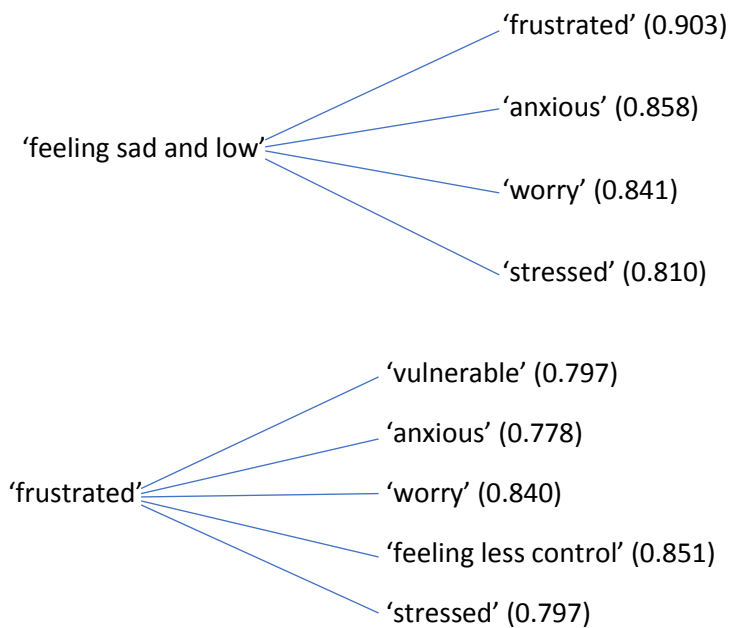 ‘frustrated’ (0.903)
‘anxious’ (0.858)
‘feeling sad and low’
‘worry’ (0.841)
‘stressed’ (0.810)
‘vulnerable’ (0.797)
‘anxious’ (0.778)
‘frustrated’
‘worry’ (0.840)
‘feeling less control’ (0.851)
‘stressed’ (0.797)